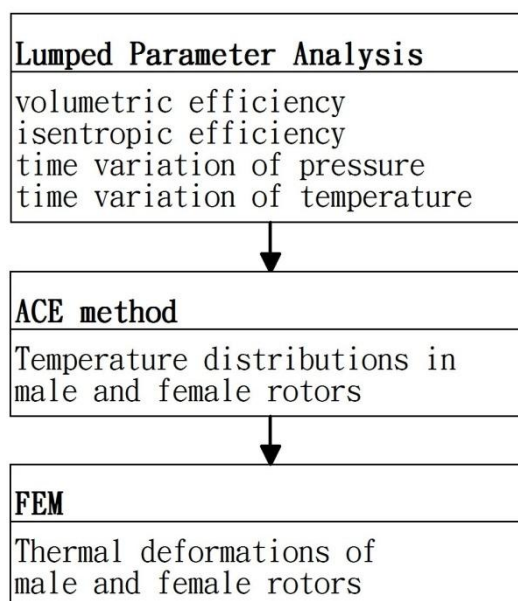 Lumped Parameter Analysis
volumetric efficiency
isentropic efficiency
time variation of pressure
time variation of temperature
ACE method
Temperature distributions in
male and female rotors
FEM
Thermal deformations of
male and female rotors